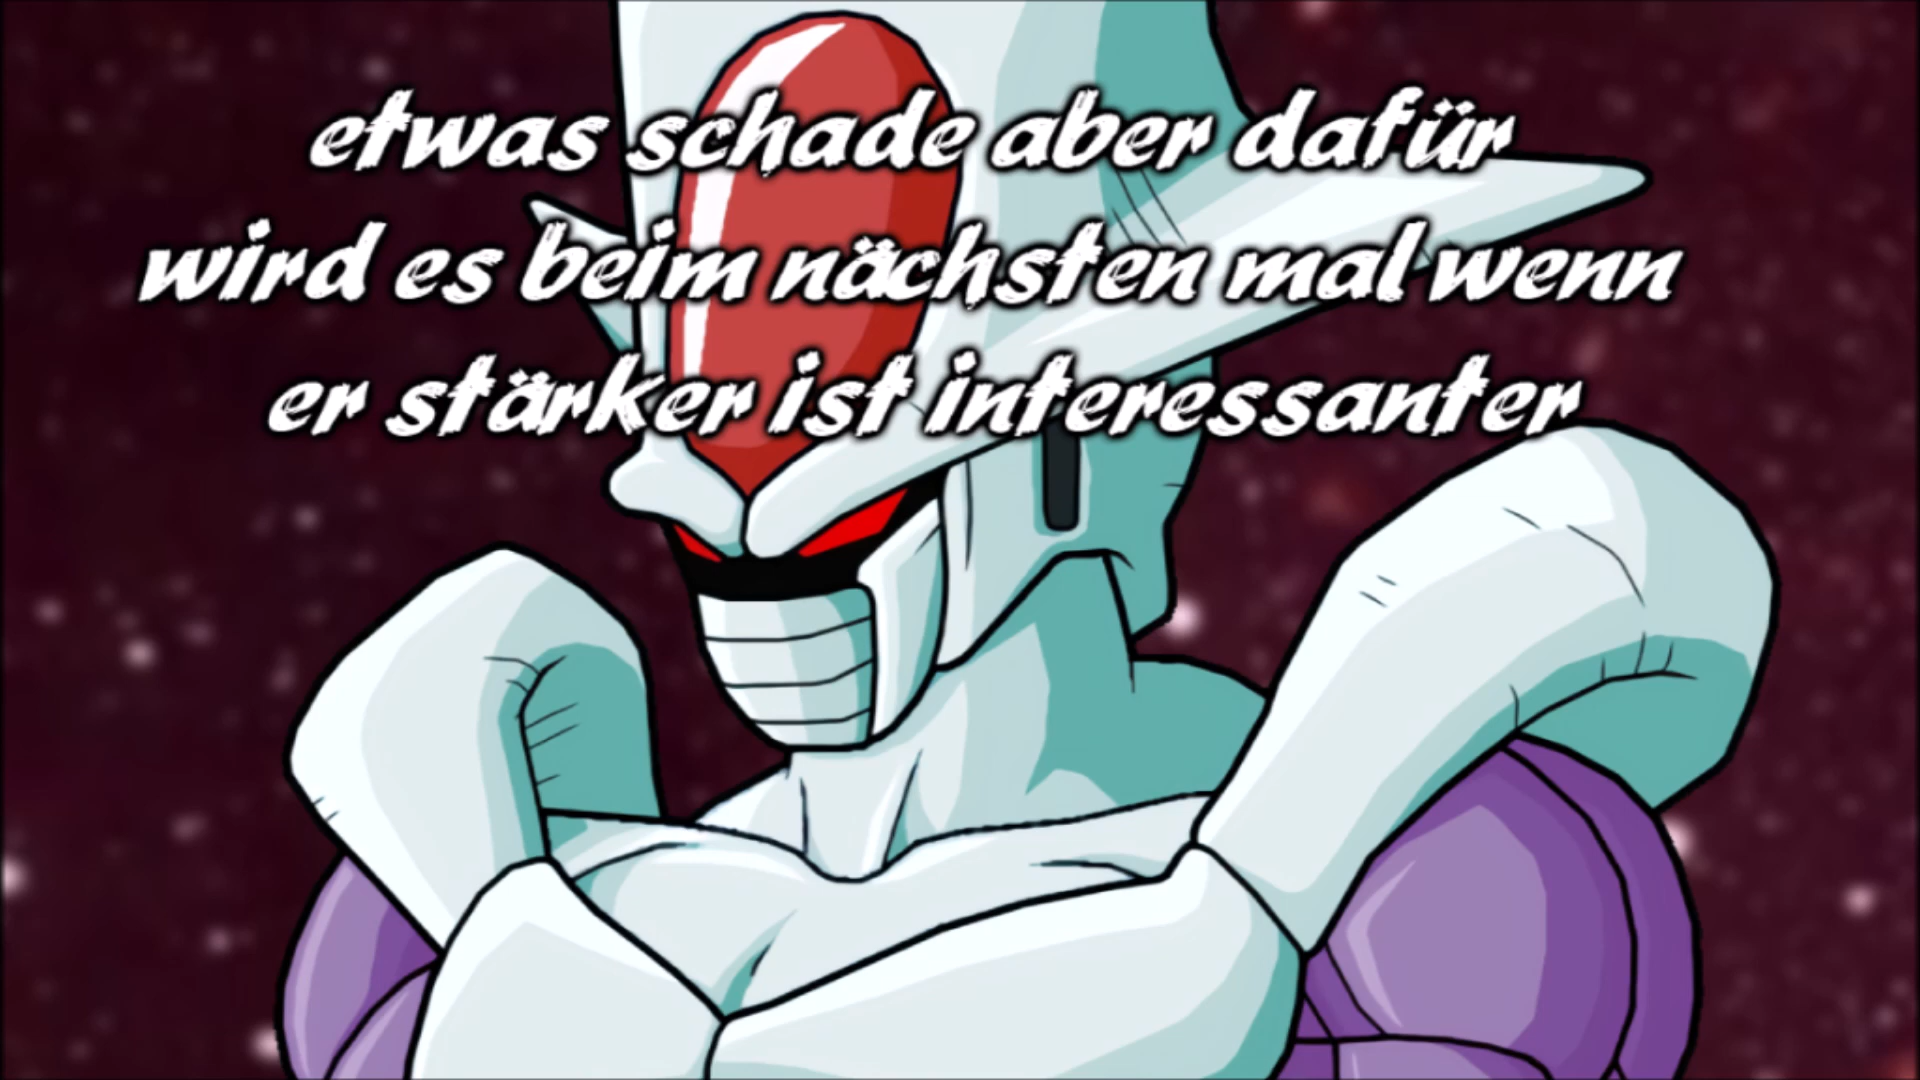 etwas schade aber dafür
wird es beim nächsten mal wenn
er stärker ist interessanter